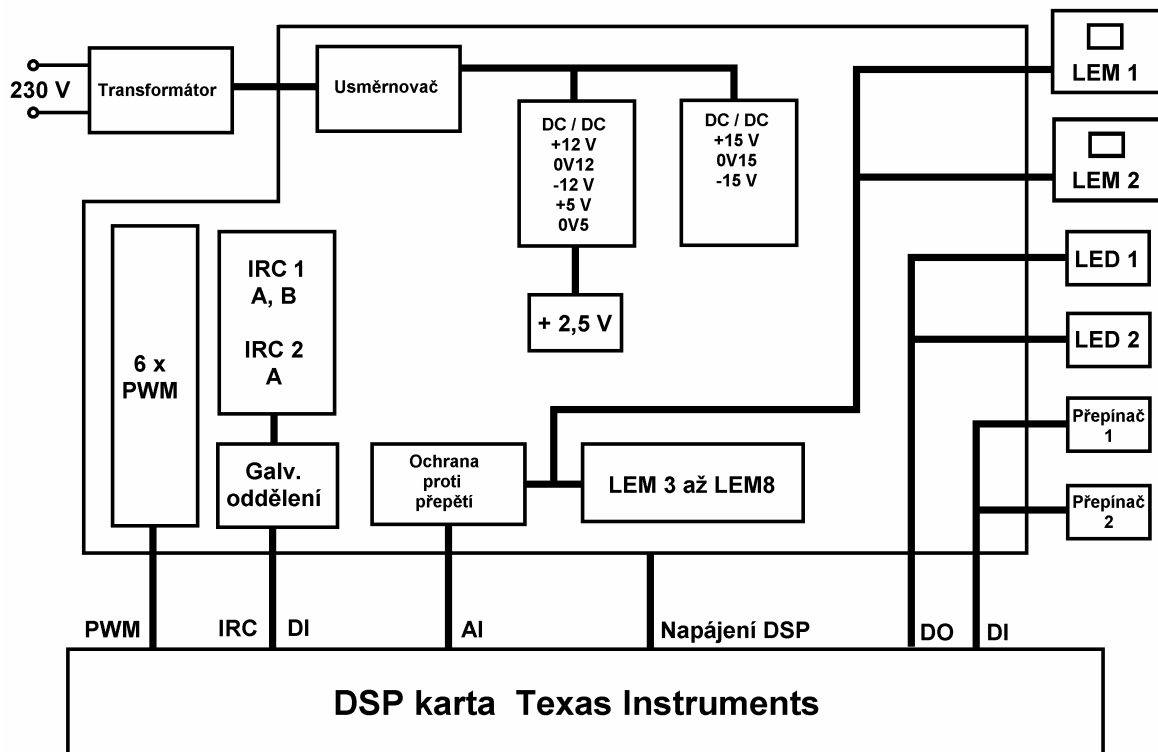 230 V
Transformátor
Usměrnovač
DC / DC
+12 V
0V12
-12 V
+5 V
0V5
DC / DC
+15 V
0V15
-15 V
+ 2,5 V
LEM 1
LEM 2
LED 1
LED 2
Přepínač
1
Přepínač
2
6 x
PWM
IRC 1
A, B
IRC 2
A
Galv.
oddělení
Ochrana
proti
přepětí
LEM 3 až LEM8
PWM
IRC
DI
AI
Napájení DSP
DO
DI
DSP karta Texas Instruments